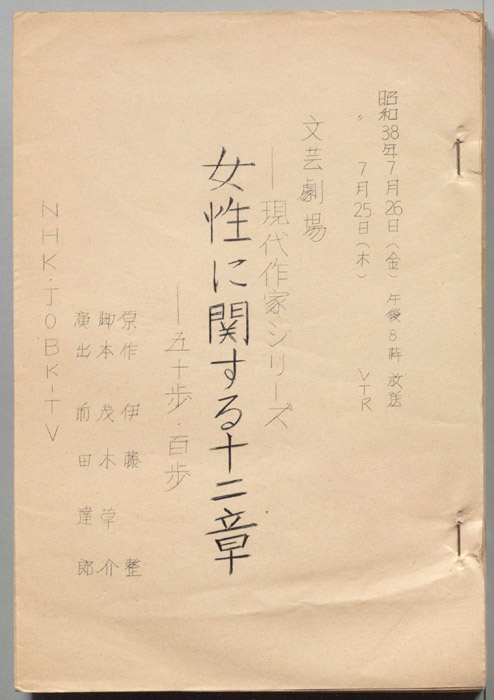 昭和38年7月26日(金) 午後8時 放送
〃 7月25日(木) VTR
文芸劇場
―現代作家シリーズ
女性に関する十二章
―五十歩・百歩
原作 伊藤 整
脚本 茂木草介
演出 前田達郎
NHK・JOBK-TV